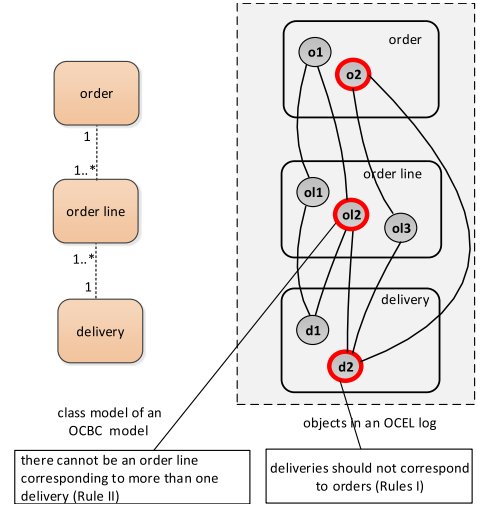 order
1
1..*
order line
1..*
1
delivery
class model of an
OCBC model
order
o1
o2
order line
ol1
ol2
ol3
delivery
d1
d2
objects in an OCEL log
there cannot be an order line
corresponding to more than one
delivery (Rule II)
deliveries should not correspond
to orders (Rules I)